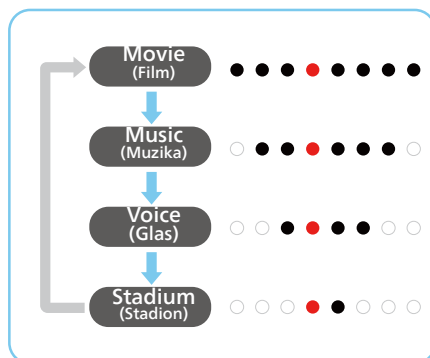 Movie
(Film)
Music
(Muzika)
Voice
(Glas)
Stadium
(Stadion)